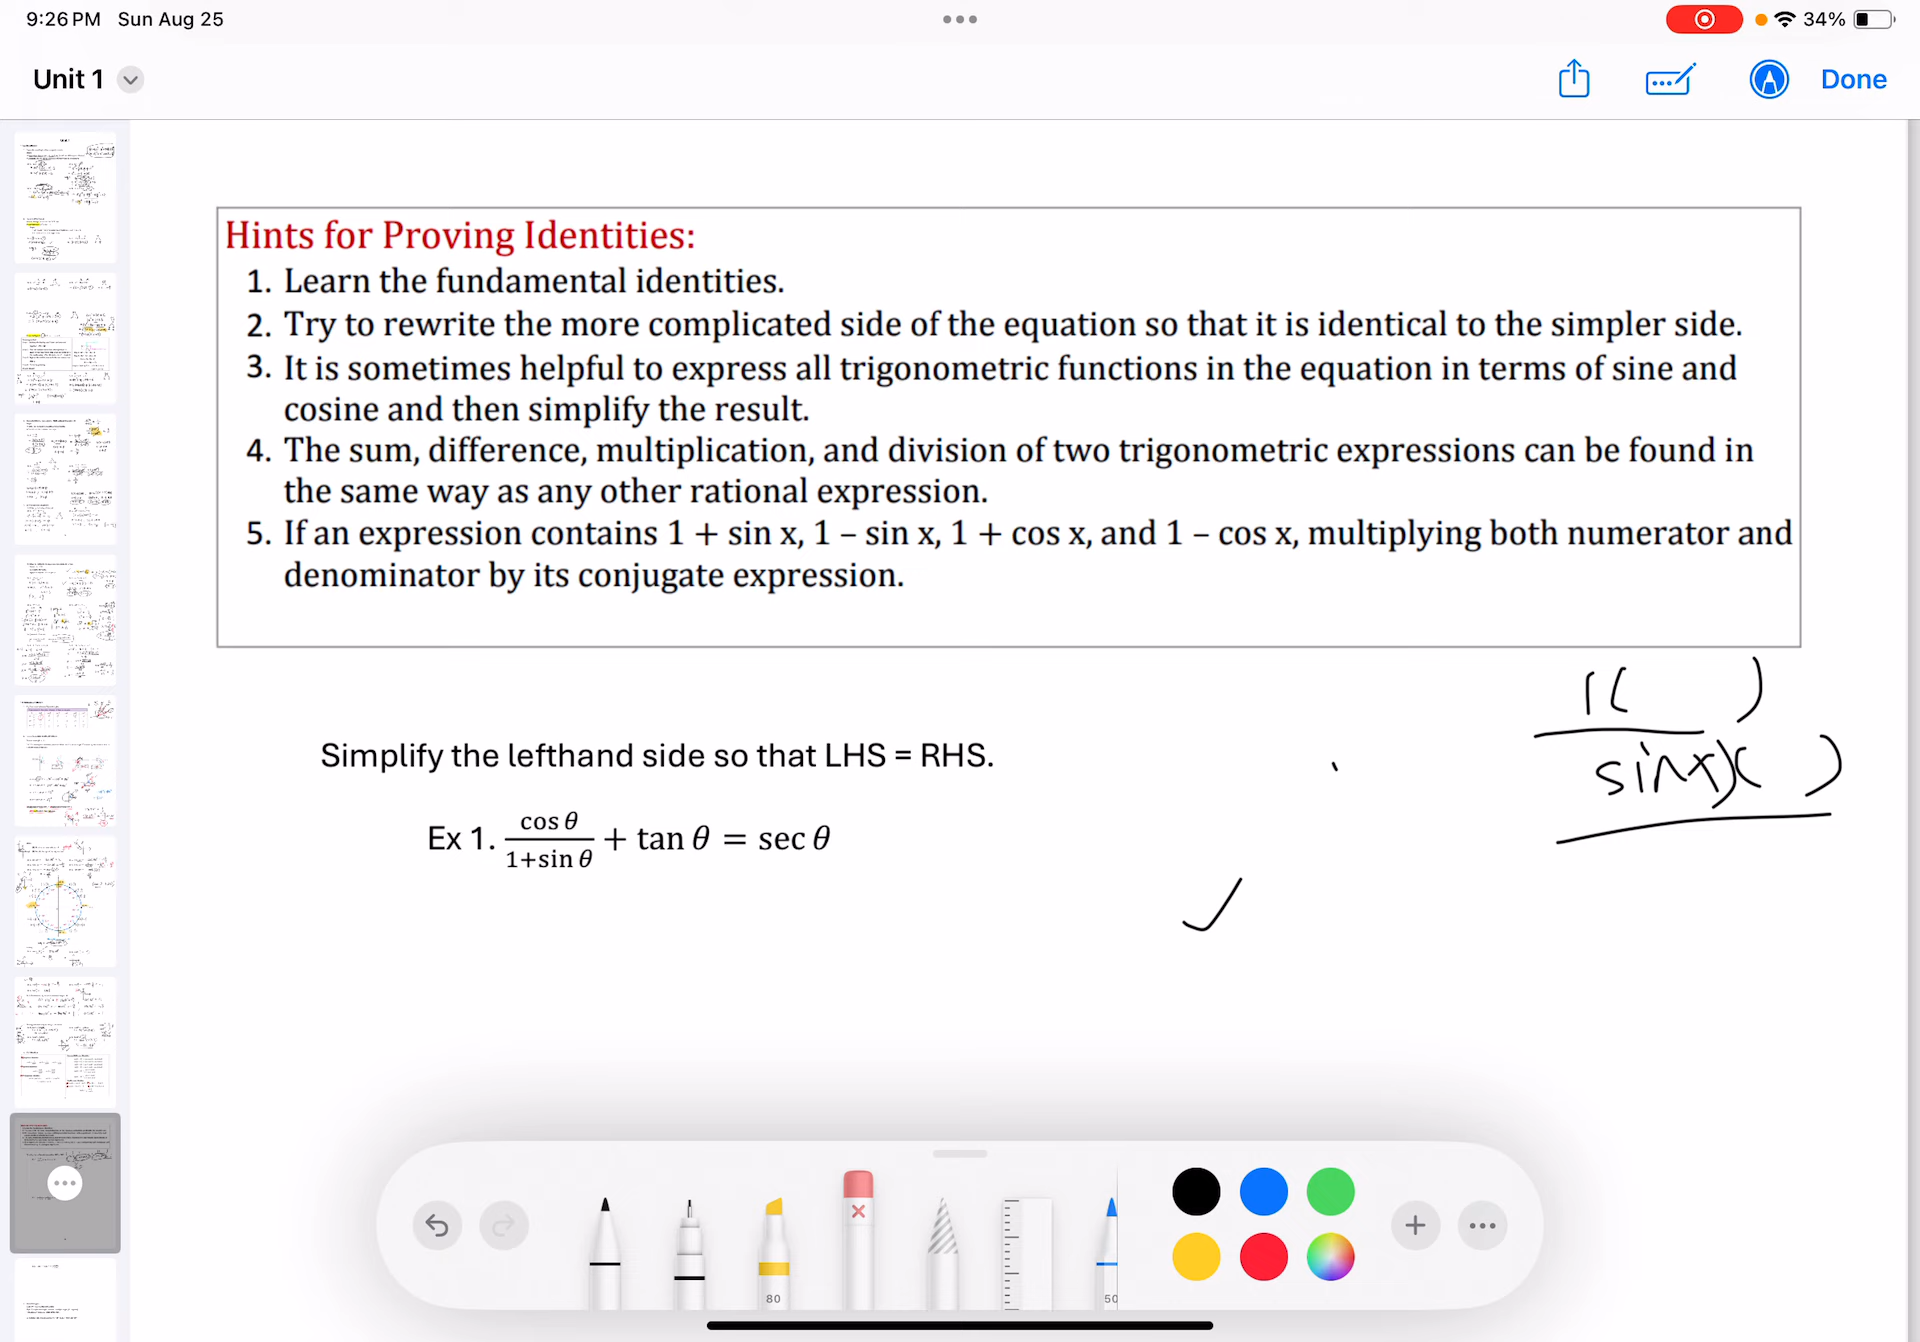 9:26 PM Sun Aug 25
34%
Unit 1
Done
Hints for Proving Identities:
1. Learn the fundamental identities.
2. Try to rewrite the more complicated side of the equation so that it is identical to the simpler side.
3. It is sometimes helpful to express all trigonometric functions in the equation in terms of sine and
cosine and then simplify the result.
4. The sum, difference, multiplication, and division of two trigonometric expressions can be found in
the same way as any other rational expression.
5. If an expression contains 1 + sin x, 1 – sin x, 1 + cos x, and 1 – cos x, multiplying both numerator and
denominator by its conjugate expression.
1( )
sinx)( )
Simplify the lefthand side so that LHS = RHS.
Ex 1. cos θ / 1+sin θ + tan θ = sec θ
80
50